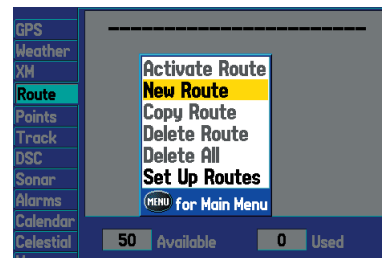 GPS
Weather
XM
Route
Points
Track
DSC
Sonar
Alarms
Calendar
Celestial
Activate Route
New Route
Copy Route
Delete Route
Delete All
Set Up Routes
MENU for Main Menu
50 Available 0 Used